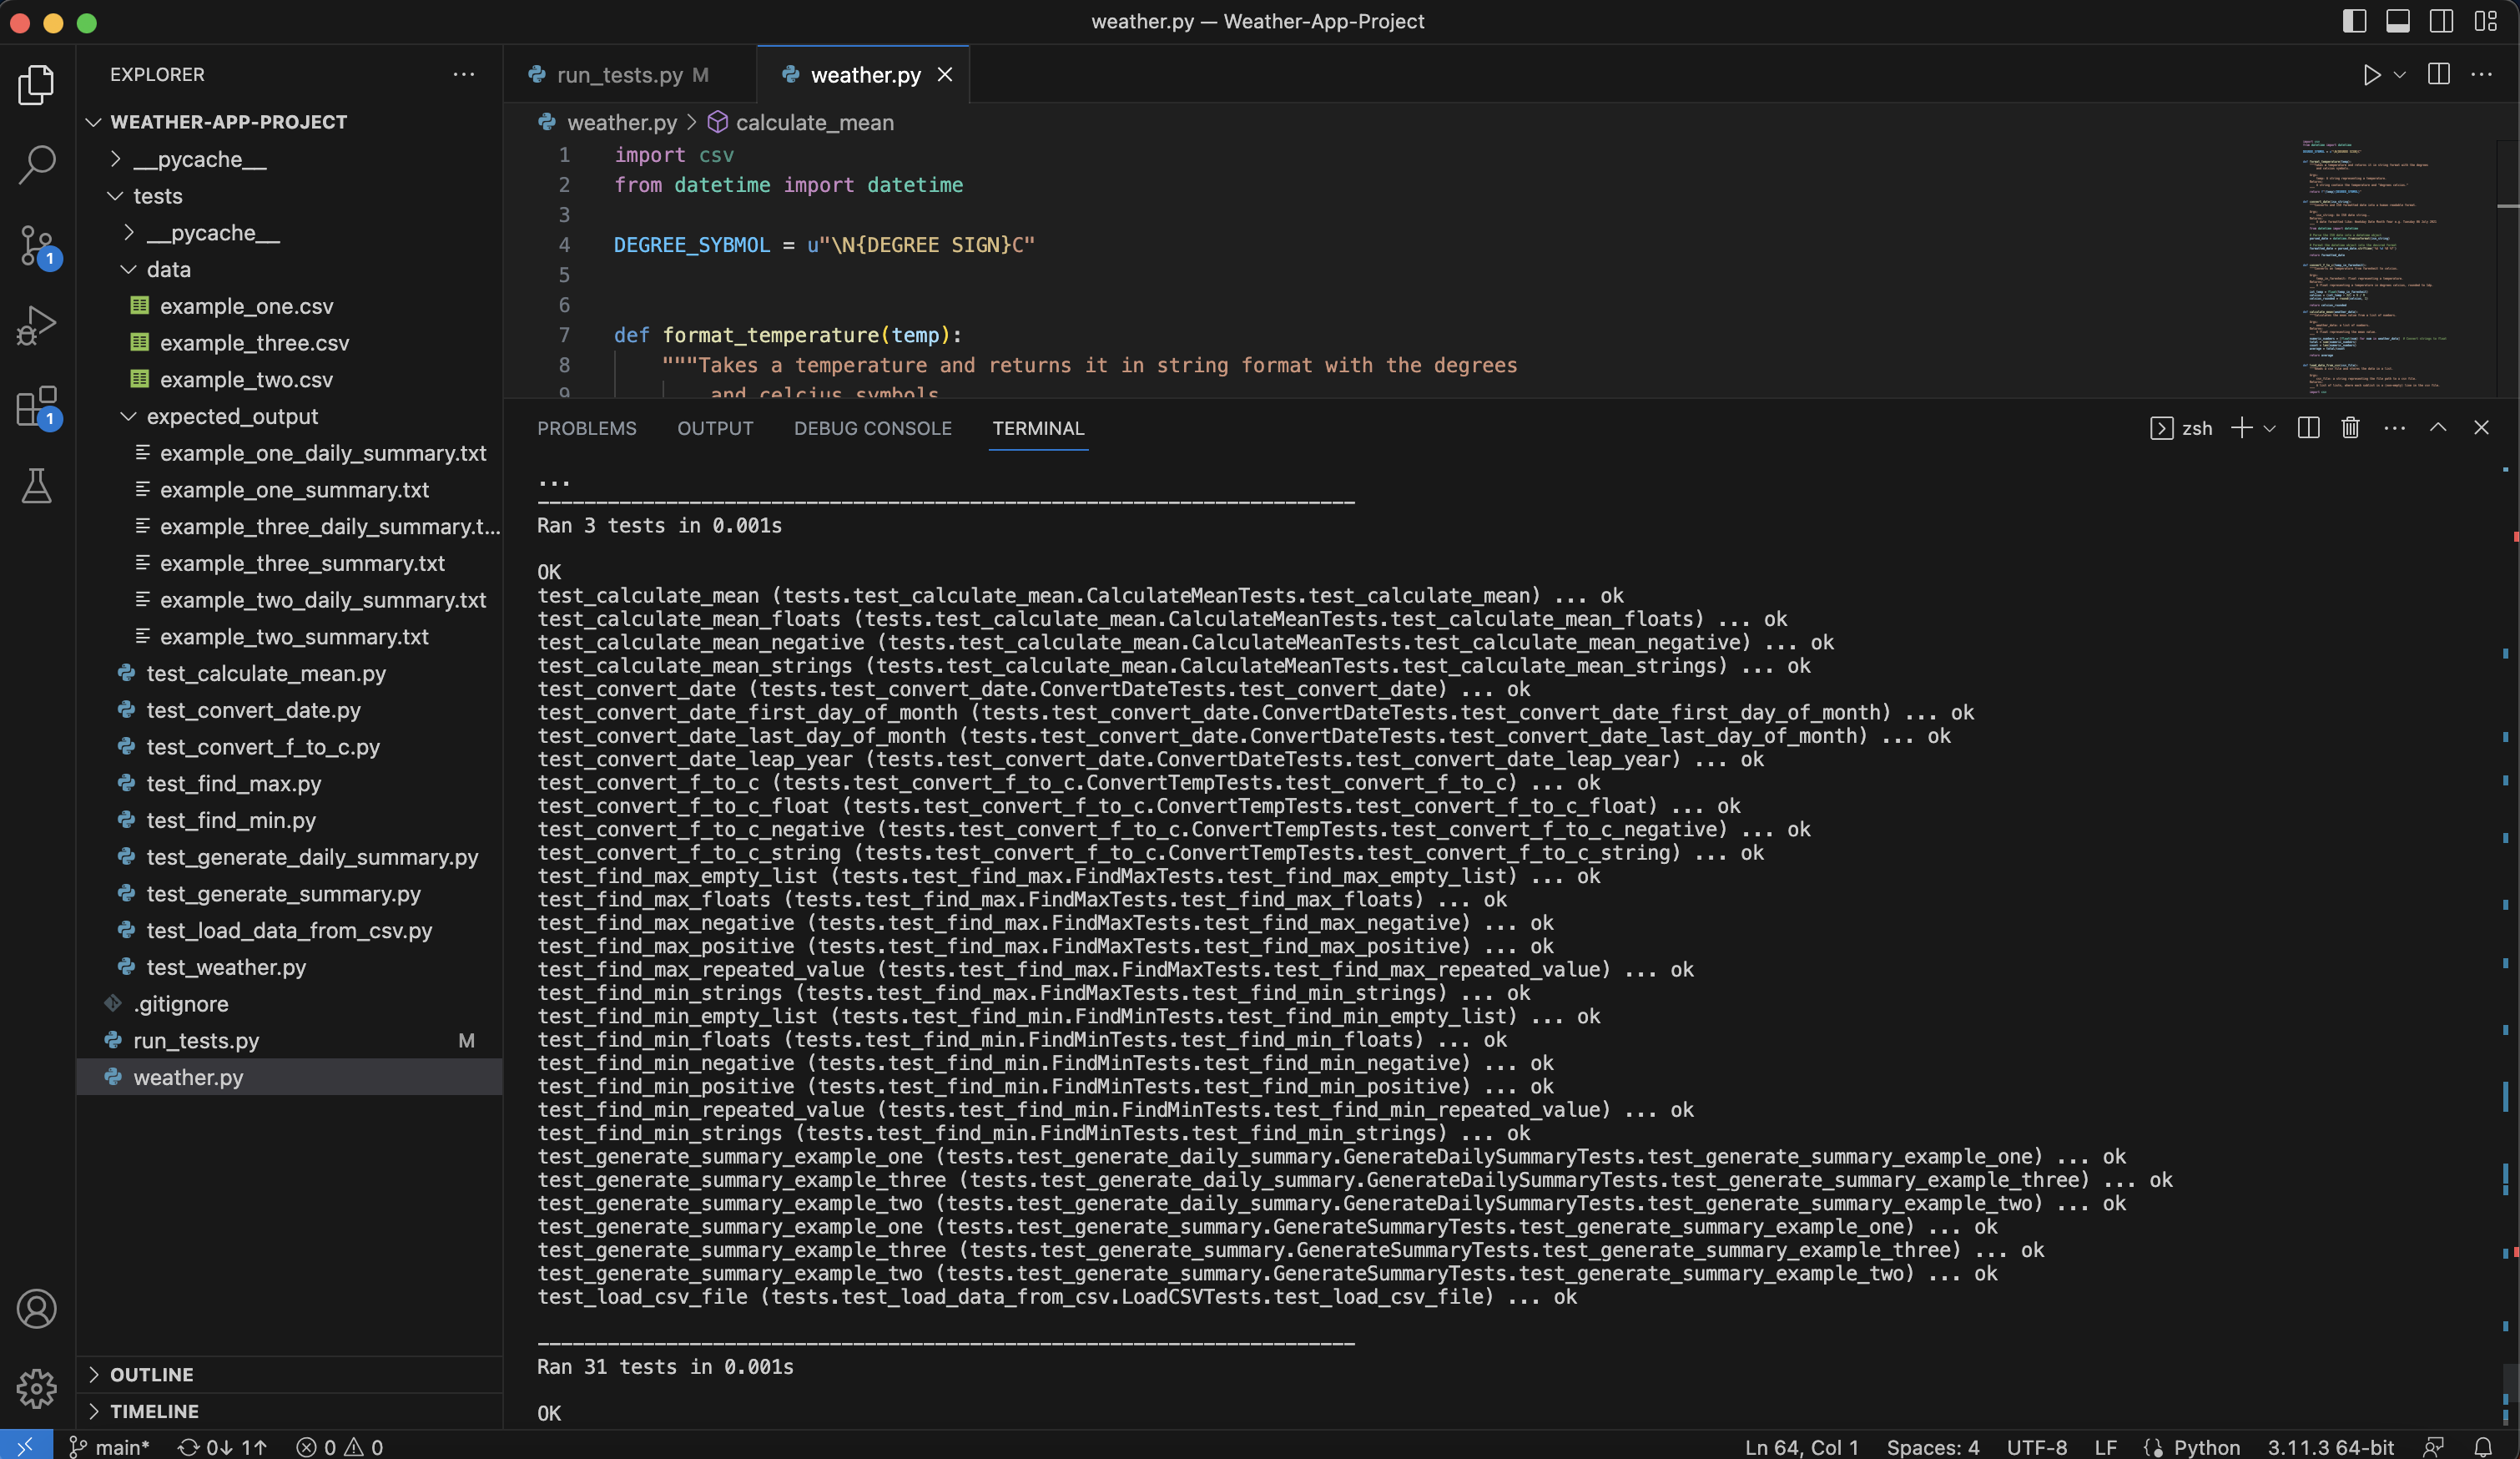 weather.py — Weather-App-Project
EXPLORER
WEATHER-APP-PROJECT
__pycache__
tests
__pycache__
data
example_one.csv
example_three.csv
example_two.csv
expected_output
example_one_daily_summary.txt
example_one_summary.txt
example_three_daily_summary.t...
example_three_summary.txt
example_two_daily_summary.txt
example_two_summary.txt
test_calculate_mean.py
test_convert_date.py
test_convert_f_to_c.py
test_find_max.py
test_find_min.py
test_generate_daily_summary.py
test_generate_summary.py
test_load_data_from_csv.py
test_weather.py
.gitignore
run_tests.py M
weather.py
OUTLINE
TIMELINE
1
1
run_tests.py M
weather.py
weather.py > calculate_mean
1 import csv
2 from datetime import datetime
3
4 DEGREE_SYBMOL = u"\N{DEGREE SIGN}C"
5
6
7 def format_temperature(temp):
8 """Takes a temperature and returns it in string format with the degrees
9 and celcius symbols.
PROBLEMS OUTPUT DEBUG CONSOLE TERMINAL
zsh
...
----------------------------------------------------------------------
Ran 3 tests in 0.001s
OK
test_calculate_mean (tests.test_calculate_mean.CalculateMeanTests.test_calculate_mean) ... ok
test_calculate_mean_floats (tests.test_calculate_mean.CalculateMeanTests.test_calculate_mean_floats) ... ok
test_calculate_mean_negative (tests.test_calculate_mean.CalculateMeanTests.test_calculate_mean_negative) ... ok
test_calculate_mean_strings (tests.test_calculate_mean.CalculateMeanTests.test_calculate_mean_strings) ... ok
test_convert_date (tests.test_convert_date.ConvertDateTests.test_convert_date) ... ok
test_convert_date_first_day_of_month (tests.test_convert_date.ConvertDateTests.test_convert_date_first_day_of_month) ... ok
test_convert_date_last_day_of_month (tests.test_convert_date.ConvertDateTests.test_convert_date_last_day_of_month) ... ok
test_convert_date_leap_year (tests.test_convert_date.ConvertDateTests.test_convert_date_leap_year) ... ok
test_convert_f_to_c (tests.test_convert_f_to_c.ConvertTempTests.test_convert_f_to_c) ... ok
test_convert_f_to_c_float (tests.test_convert_f_to_c.ConvertTempTests.test_convert_f_to_c_float) ... ok
test_convert_f_to_c_negative (tests.test_convert_f_to_c.ConvertTempTests.test_convert_f_to_c_negative) ... ok
test_convert_f_to_c_string (tests.test_convert_f_to_c.ConvertTempTests.test_convert_f_to_c_string) ... ok
test_find_max_empty_list (tests.test_find_max.FindMaxTests.test_find_max_empty_list) ... ok
test_find_max_floats (tests.test_find_max.FindMaxTests.test_find_max_floats) ... ok
test_find_max_negative (tests.test_find_max.FindMaxTests.test_find_max_negative) ... ok
test_find_max_positive (tests.test_find_max.FindMaxTests.test_find_max_positive) ... ok
test_find_max_repeated_value (tests.test_find_max.FindMaxTests.test_find_max_repeated_value) ... ok
test_find_min_strings (tests.test_find_max.FindMaxTests.test_find_min_strings) ... ok
test_find_min_empty_list (tests.test_find_min.FindMinTests.test_find_min_empty_list) ... ok
test_find_min_floats (tests.test_find_min.FindMinTests.test_find_min_floats) ... ok
test_find_min_negative (tests.test_find_min.FindMinTests.test_find_min_negative) ... ok
test_find_min_positive (tests.test_find_min.FindMinTests.test_find_min_positive) ... ok
test_find_min_repeated_value (tests.test_find_min.FindMinTests.test_find_min_repeated_value) ... ok
test_find_min_strings (tests.test_find_min.FindMinTests.test_find_min_strings) ... ok
test_generate_summary_example_one (tests.test_generate_daily_summary.GenerateDailySummaryTests.test_generate_summary_example_one) ... ok
test_generate_summary_example_three (tests.test_generate_daily_summary.GenerateDailySummaryTests.test_generate_summary_example_three) ... ok
test_generate_summary_example_two (tests.test_generate_daily_summary.GenerateDailySummaryTests.test_generate_summary_example_two) ... ok
test_generate_summary_example_one (tests.test_generate_summary.GenerateSummaryTests.test_generate_summary_example_one) ... ok
test_generate_summary_example_three (tests.test_generate_summary.GenerateSummaryTests.test_generate_summary_example_three) ... ok
test_generate_summary_example_two (tests.test_generate_summary.GenerateSummaryTests.test_generate_summary_example_two) ... ok
test_load_csv_file (tests.test_load_data_from_csv.LoadCSVTests.test_load_csv_file) ... ok
----------------------------------------------------------------------
Ran 31 tests in 0.001s
OK
main* 0↓ 1↑ 0 0 Ln 64, Col 1 Spaces: 4 UTF-8 LF Python 3.11.3 64-bit